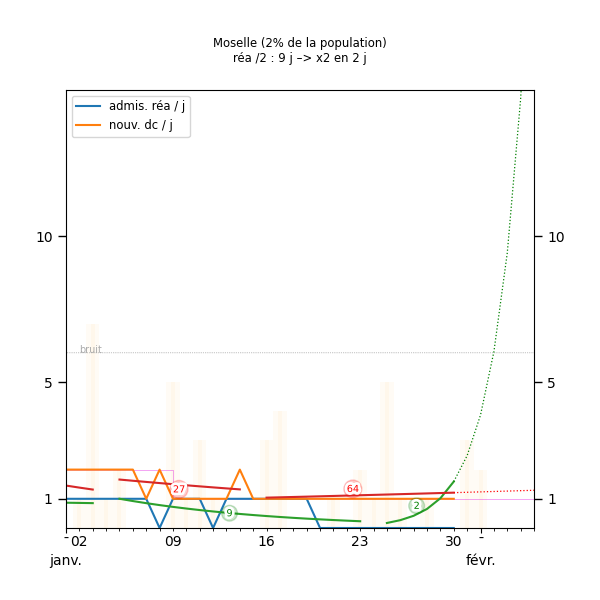 Moselle (2% de la population)
réa /2 : 9 j –> x2 en 2 j
admis. réa / j
nouv. dc / j
10
10
bruit
5
5
27
64
2
9
1
1
02
09
16
23
30
janv.
févr.